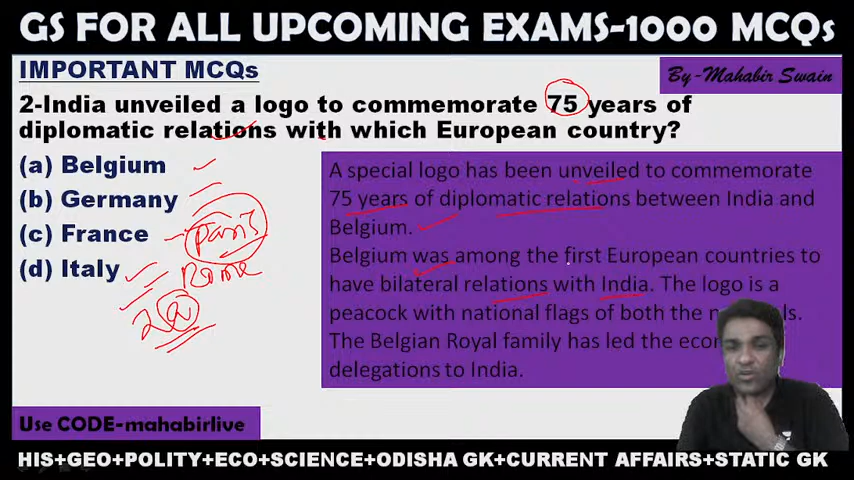 GS FOR ALL UPCOMING EXAMS-1000 MCQs
IMPORTANT MCQs
By-Mahabir Swain
2-India unveiled a logo to commemorate 75 years of
diplomatic relations with which European country?
(a) Belgium
(b) Germany
(c) France
(d) Italy
Paris
Rome
2 a
A special logo has been unveiled to commemorate
75 years of diplomatic relations between India and
Belgium.
Belgium was among the first European countries to
have bilateral relations with India. The logo is a
peacock with national flags of both the
The Belgian Royal family has led the
delegations to India.
Use CODE-mahabirlive
HIS+GEO+POLITY+ECO+SCIENCE+ODISHA GK+CURRENT AFFAIRS+STATIC GK